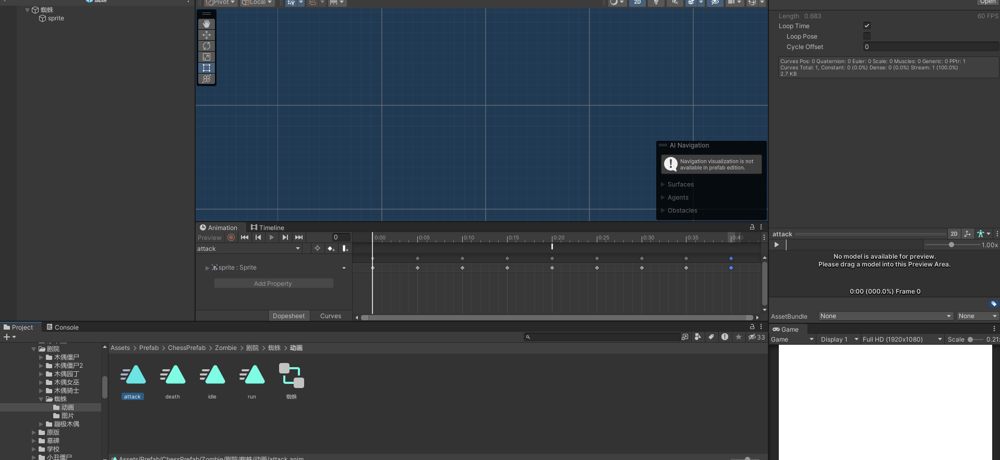 蜘蛛
Pivot
Local
2D
Open
蜘蛛
sprite
Length 0.683
60 FPS
Loop Time
Loop Pose
Cycle Offset
0
Curves Pos: 0 Quaternion: 0 Euler: 0 Scale: 0 Muscles: 0 Generic: 0 PPtr: 1
Curves Total: 1, Constant: 0 (0.0%) Dense: 0 (0.0%) Stream: 1 (100.0%)
2.7 KB
AI Navigation
Navigation visualization is not
available in prefab edition.
Surfaces
Agents
Obstacles
Animation
Timeline
Preview
0
0:00
0:05
0:10
0:15
0:20
0:25
0:30
0:35
0:40
attack
sprite : Sprite
Add Property
Dopesheet
Curves
attack
2D
1.00x
No model is available for preview.
Please drag a model into this Preview Area.
0:00 (000.0%) Frame 0
AssetBundle
None
None
Project
Console
33
剧院
木偶僵尸
木偶僵尸2
木偶园丁
木偶女巫
木偶骑士
蜘蛛
动画
图片
蹦极木偶
原版
墓碑
学校
小丑僵尸
Assets > Prefab > ChessPrefab > Zombie > 剧院 > 蜘蛛 > 动画
attack
death
idle
run
蜘蛛
Assets/Prefab/ChessPrefab/Zombie/剧院/蜘蛛/动画/attack.anim
Game
Game
Display 1
Full HD (1920x1080)
Scale
0.21